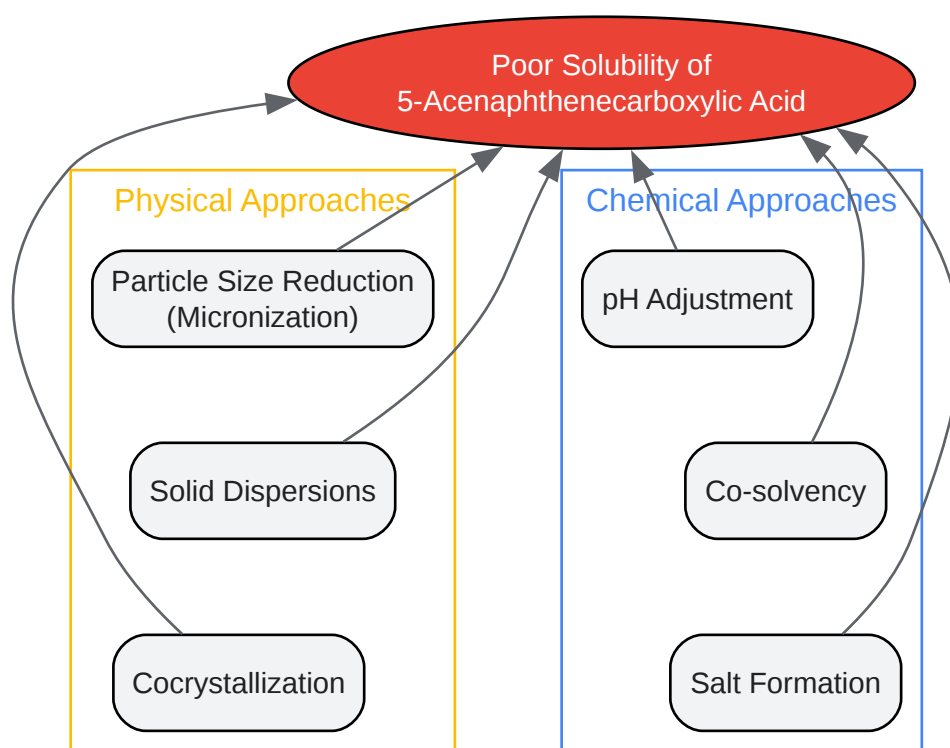 Poor Solubility of
5-Acenaphthenecarboxylic Acid
Physical Approaches
Particle Size Reduction
(Micronization)
Solid Dispersions
Cocrystallization
Chemical Approaches
pH Adjustment
Co-solvency
Salt Formation